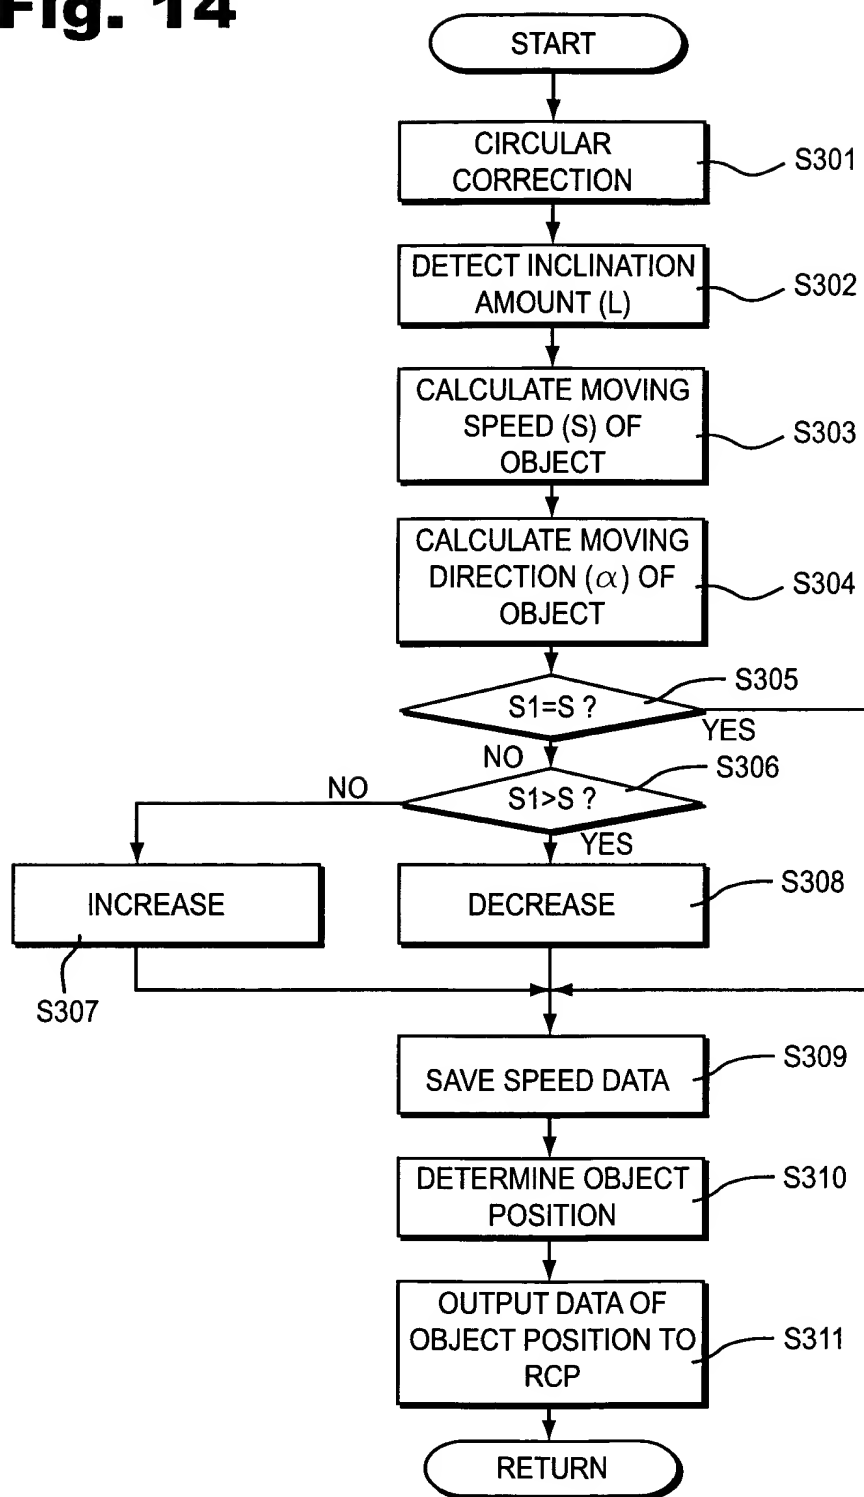 Fig. 14
START
CIRCULAR
CORRECTION
S301
DETECT INCLINATION
AMOUNT (L)
S302
CALCULATE MOVING
SPEED (S) OF
OBJECT
S303
CALCULATE MOVING
DIRECTION (α) OF
OBJECT
S304
S1=S ?
S305
YES
NO
S1>S ?
S306
NO
YES
INCREASE
S307
DECREASE
S308
SAVE SPEED DATA
S309
DETERMINE OBJECT
POSITION
S310
OUTPUT DATA OF
OBJECT POSITION TO
RCP
S311
RETURN